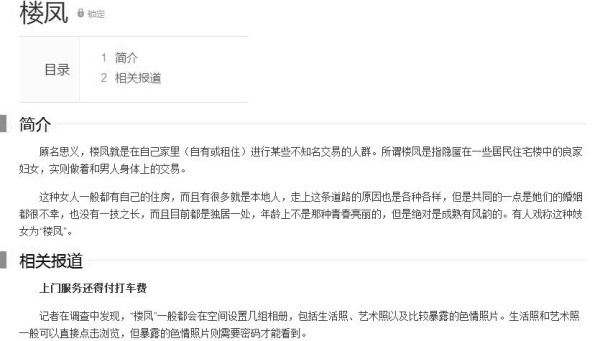 楼凤 锁定
目录
1 简介
2 相关报道
简介
顾名思义，楼凤就是在自己家里（自有或租住）进行某些不知名交易的人群。所谓楼凤是指隐匿在一些居民住宅楼中的良家
妇女，实则做着和男人身体上的交易。
这种女人一般都有自己的住房，而且有很多就是本地人，走上这条道路的原因也是各种各样，但是共同的一点是她们的婚姻
都很不幸，也没有一技之长，而且目前都是独居一处，年龄上不是那种青春亮丽的，但是绝对是成熟有风韵的。有人戏称这种妓
女为“楼凤”。
相关报道
上门服务还得付打车费
记者在调查中发现，“楼凤”一般都会在空间设置几组相册，包括生活照、艺术照以及比较暴露的色情照片。生活照和艺术照
一般可以直接点击浏览，但暴露的色情照片则需要密码才能看到。